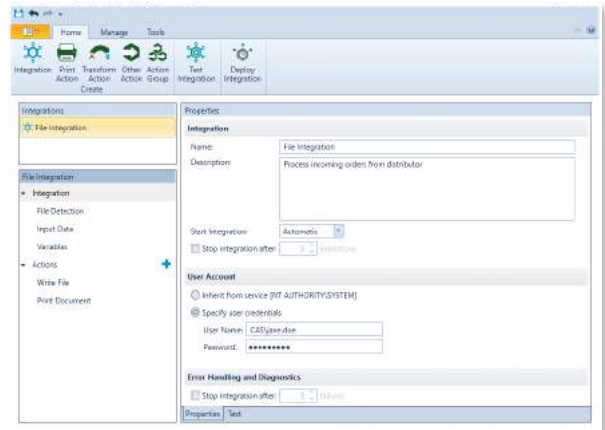 Home Manage Tools
Integration Print Action Transform Action Other Action Action Group Test Integration Deploy Integration
Create
Integrations
File Integration
File Integration
Integration
File Detection
Input Data
Variables
Actions
Write File
Print Document
Properties
Integration
Name: File Integration
Description: Process incoming orders from distributor
Start Integration: Automatic
Stop integration after: 3
User Account
Inherit from service [NT AUTHORITY\SYSTEM]
Specify user credentials
User Name: CAS\jane.doe
Password: •••••••••
Error Handling and Diagnostics
Stop integration after: 3
Properties Test